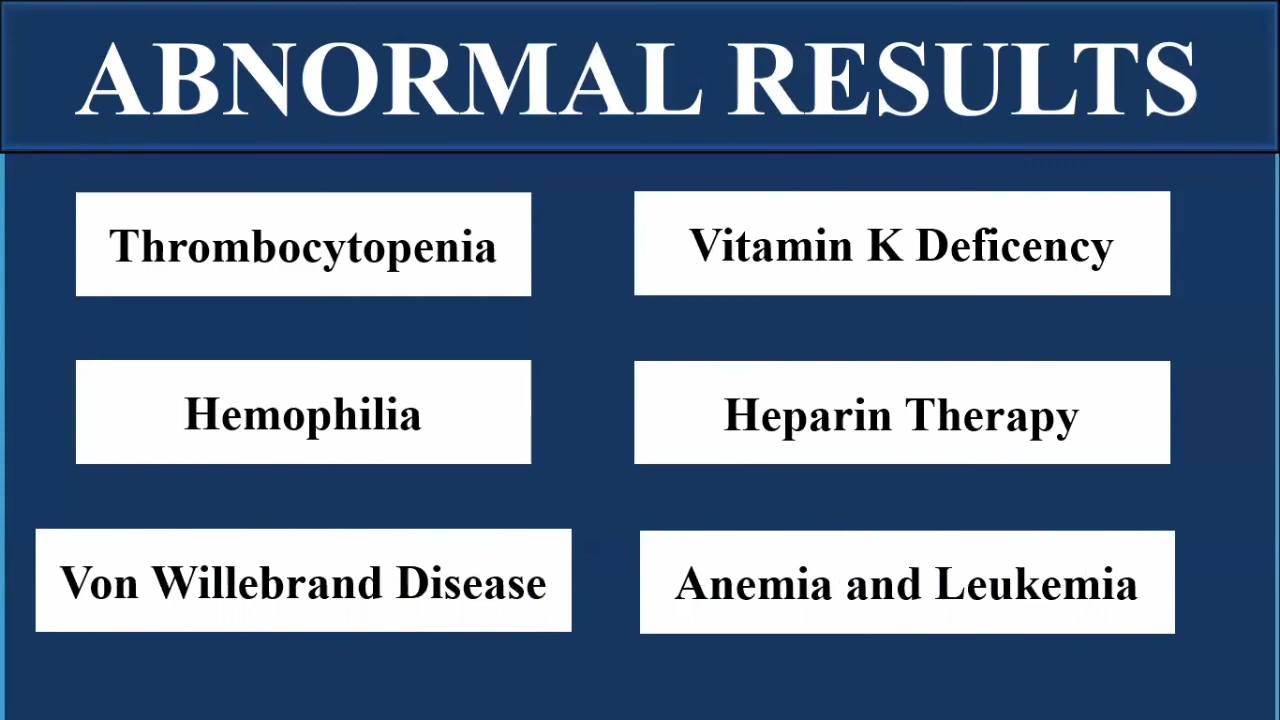 ABNORMAL RESULTS
Thrombocytopenia
Vitamin K Deficency
Hemophilia
Heparin Therapy
Von Willebrand Disease
Anemia and Leukemia